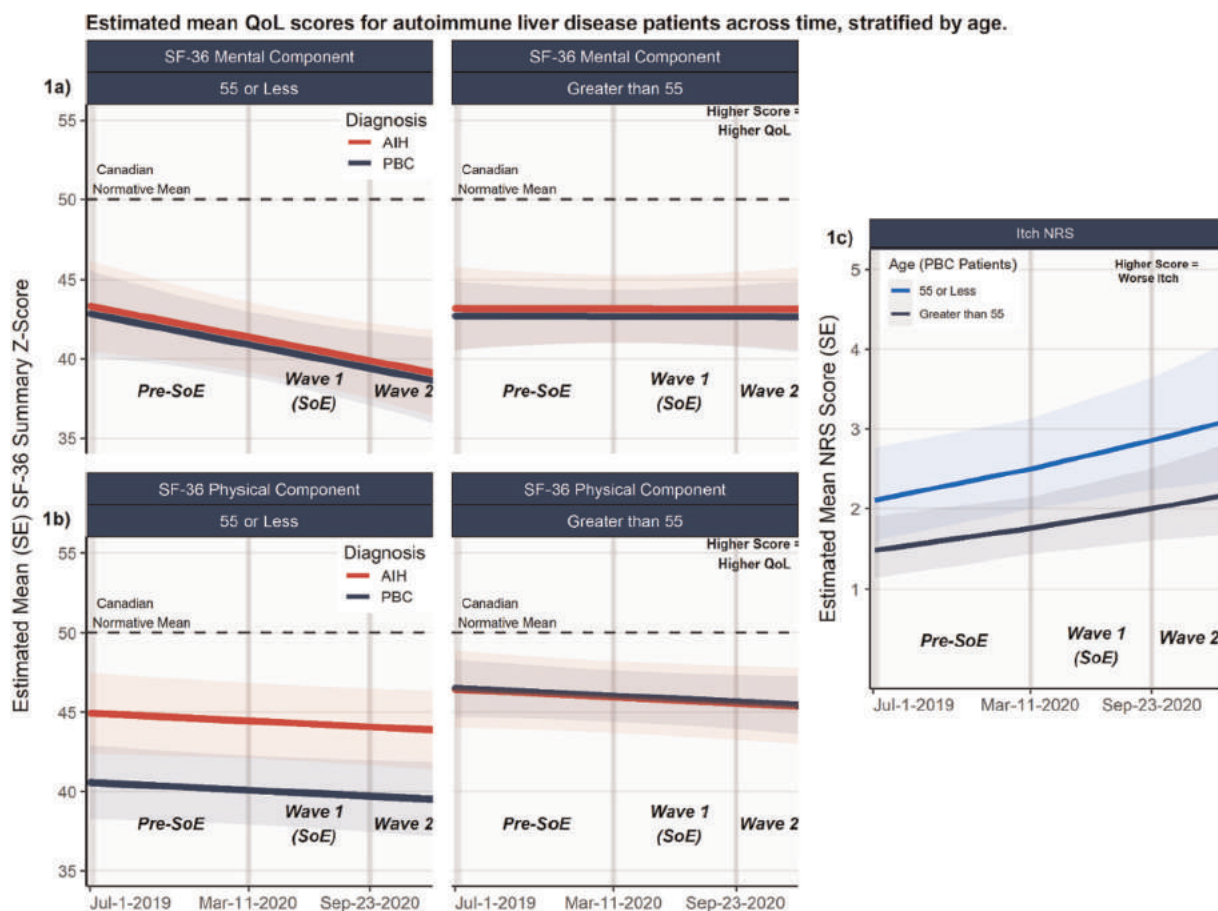 Estimated mean QoL scores for autoimmune liver disease patients across time, stratified by age.
1a)
SF-36 Mental Component
55 or Less
Diagnosis
AIH
PBC
Canadian
Normative Mean
55
50
45
40
35
Pre-SoE
Wave 1
(SoE)
Wave 2
SF-36 Mental Component
Greater than 55
Higher Score =
Higher QoL
Canadian
Normative Mean
Pre-SoE
Wave 1
(SoE)
Wave 2
Estimated Mean (SE) SF-36 Summary Z-Score
1b)
SF-36 Physical Component
55 or Less
Diagnosis
AIH
PBC
Canadian
Normative Mean
55
50
45
40
35
Pre-SoE
Wave 1
(SoE)
Wave 2
Jul-1-2019
Mar-11-2020
Sep-23-2020
SF-36 Physical Component
Greater than 55
Higher Score =
Higher QoL
Canadian
Normative Mean
Pre-SoE
Wave 1
(SoE)
Wave 2
Jul-1-2019
Mar-11-2020
Sep-23-2020
1c)
Itch NRS
Age (PBC Patients)
55 or Less
Greater than 55
Higher Score =
Worse Itch
Estimated Mean NRS Score (SE)
5
4
3
2
1
Pre-SoE
Wave 1
(SoE)
Wave 2
Jul-1-2019
Mar-11-2020
Sep-23-2020